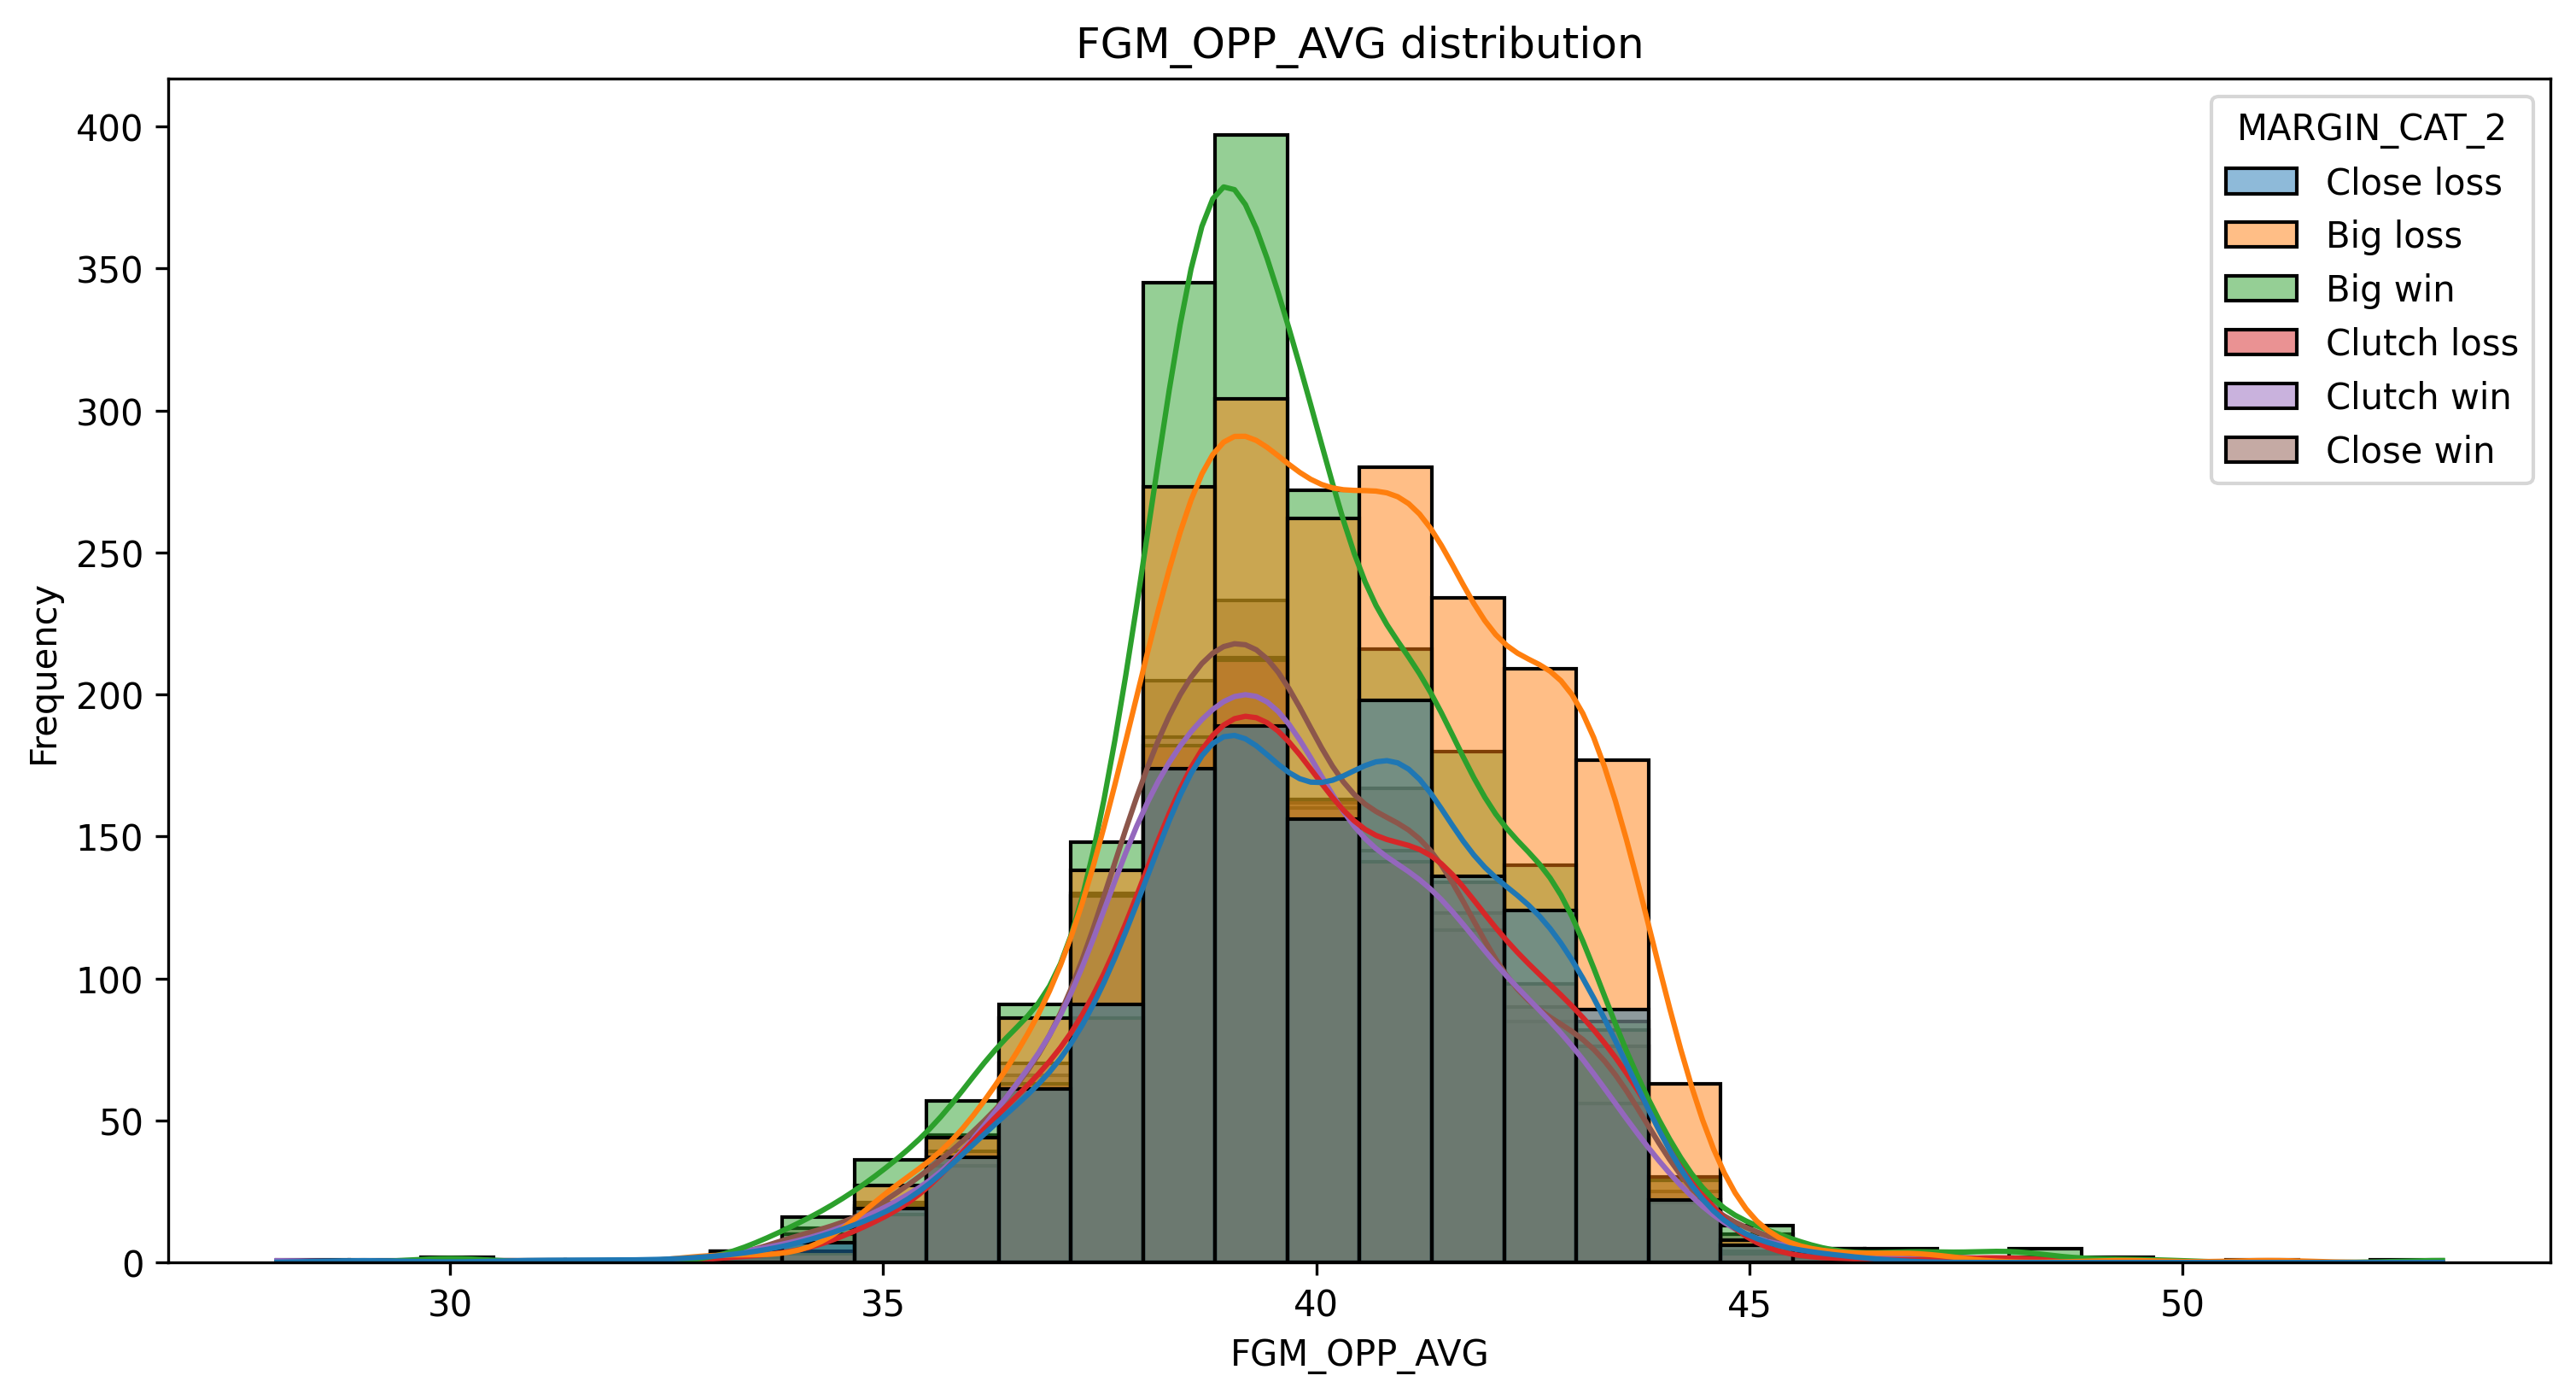 FGM_OPP_AVG distribution
MARGIN_CAT_2
Close loss
Big loss
Big win
Clutch loss
Clutch win
Close win
Frequency
400
350
300
250
200
150
100
50
0
30 35 40 45 50
FGM_OPP_AVG